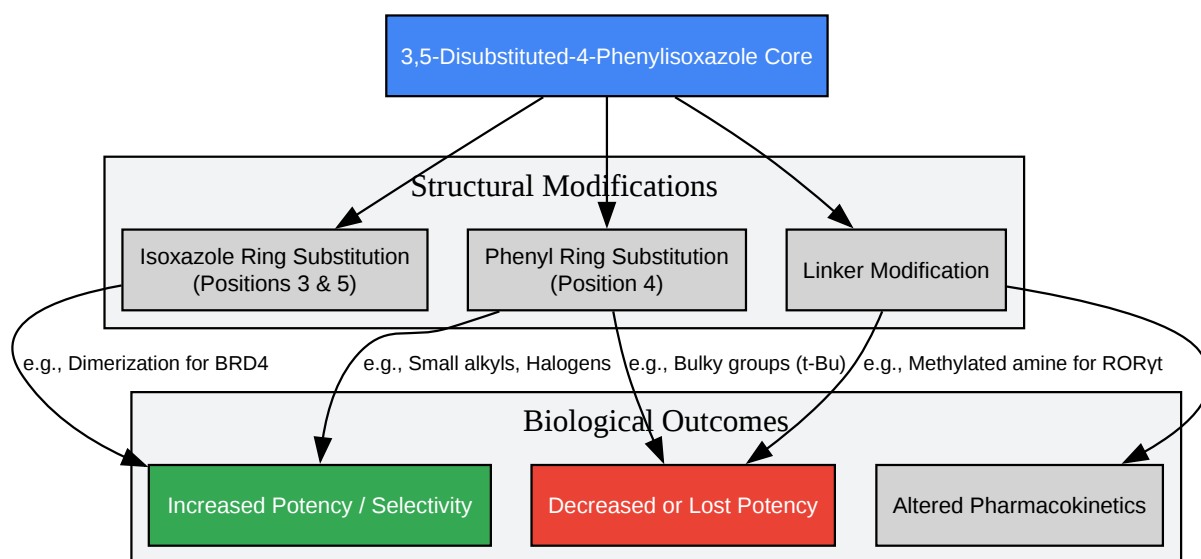 3,5-Disubstituted-4-Phenylisoxazole Core
Structural Modifications
Isoxazole Ring Substitution
(Positions 3 & 5)
Phenyl Ring Substitution
(Position 4)
Linker Modification
e.g., Dimerization for BRD4
e.g., Small alkyls, Halogens
e.g., Bulky groups (t-Bu)
e.g., Methylated amine for RORγt
Biological Outcomes
Increased Potency / Selectivity
Decreased or Lost Potency
Altered Pharmacokinetics